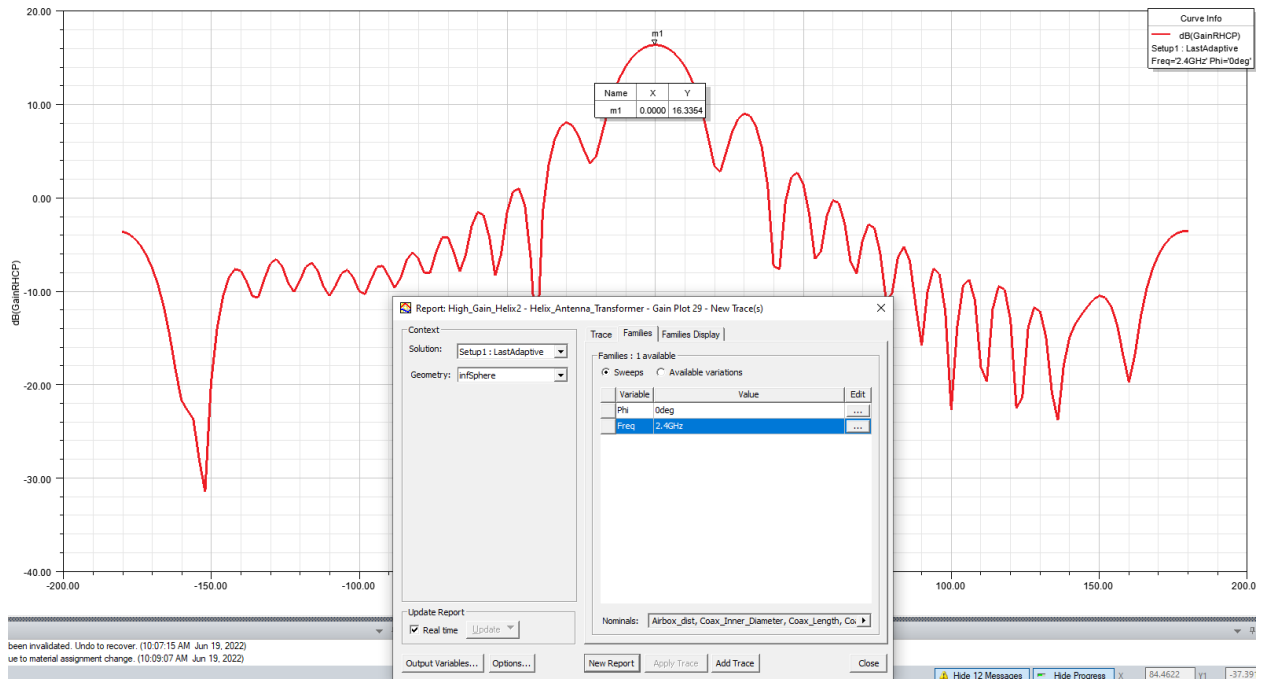 20.00
10.00
0.00
-10.00
-20.00
-30.00
-40.00
dB(GainRHCP)
-200.00
-150.00
-100.00
100.00
150.00
200.0
m1
Name X Y
m1 0.0000 16.3354
Curve Info
dB(GainRHCP)
Setup1 : LastAdaptive
Freq='2.4GHz' Phi='0deg'
Report: High_Gain_Helix2 - Helix_Antenna_Transformer - Gain Plot 29 - New Trace(s)
Context
Solution: Setup1 : LastAdaptive
Geometry: infSphere
Update Report
Real time Update
Output Variables... Options...
Trace Families Families Display
Families : 1 available
Sweeps Available variations
Variable Value Edit
Phi 0deg ...
Freq 2.4GHz ...
Nominals: Airbox_dist, Coax_Inner_Diameter, Coax_Length, Co
New Report Apply Trace Add Trace Close
been invalidated. Undo to recover. (10:07:15 AM Jun 19, 2022)
ue to material assignment change. (10:09:07 AM Jun 19, 2022)
Hide 12 Messages Hide Progress X 84.4622 Y1 -37.39